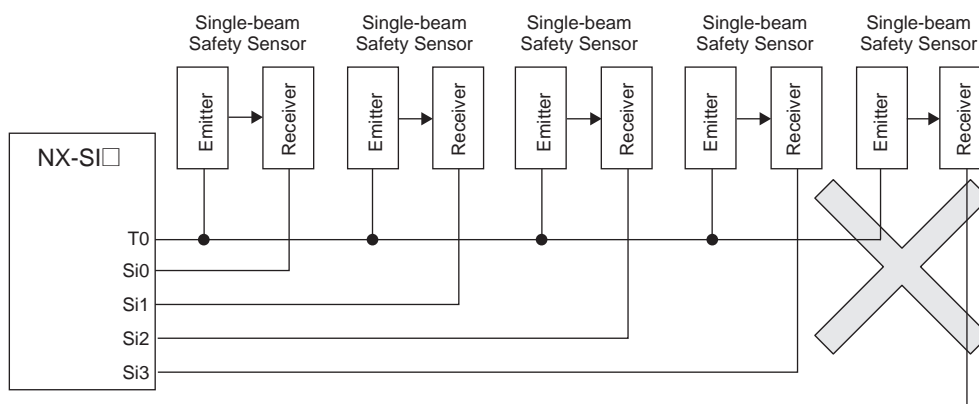 Single-beam
Safety Sensor
Single-beam
Safety Sensor
Single-beam
Safety Sensor
Single-beam
Safety Sensor
Single-beam
Safety Sensor
Emitter
Receiver
Emitter
Receiver
Emitter
Receiver
Emitter
Receiver
Emitter
Receiver
NX-SI□
T0
Si0
Si1
Si2
Si3